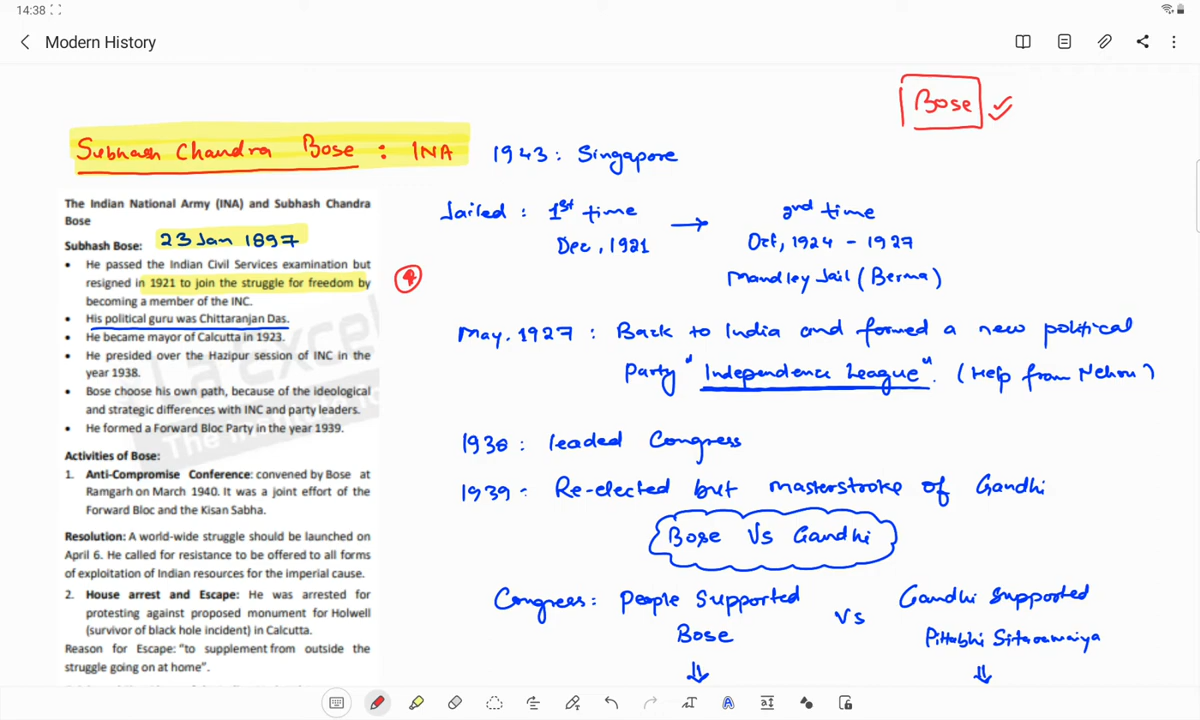 14:38
Modern History
Bose
Subhash Chandra Bose : INA
1943 : Singapore
The Indian National Army (INA) and Subhash Chandra
Bose
Subhash Bose: 23 Jan 1897
• He passed the Indian Civil Services examination but
resigned in 1921 to join the struggle for freedom by
becoming a member of the INC.
• His political guru was Chittaranjan Das.
• He became mayor of Calcutta in 1923.
• He presided over the Hazipur session of INC in the
year 1938.
• Bose choose his own path, because of the ideological
and strategic differences with INC and party leaders.
• He formed a Forward Bloc Party in the year 1939.
Activities of Bose:
1. Anti-Compromise Conference: convened by Bose at
Ramgarh on March 1940. It was a joint effort of the
Forward Bloc and the Kisan Sabha.
Resolution: A world-wide struggle should be launched on
April 6. He called for resistance to be offered to all forms
of exploitation of Indian resources for the imperial cause.
2. House arrest and Escape: He was arrested for
protesting against proposed monument for Holwell
(survivor of black hole incident) in Calcutta.
Reason for Escape: "to supplement from outside the
struggle going on at home".
Jailed : 1st time → 2nd time
Dec, 1921 Oct, 1924 - 1927
Mandley Jail (Berma)
May, 1927 : Back to India and formed a new political
Party "Independence League". (Help from Nehru)
1938 : leaded Congress
1939 : Re-elected but masterstroke of Gandhi
Bose Vs Gandhi
Congress : People Supported vs Gandhi Supported
Bose Pittabhi Sitaramaiya